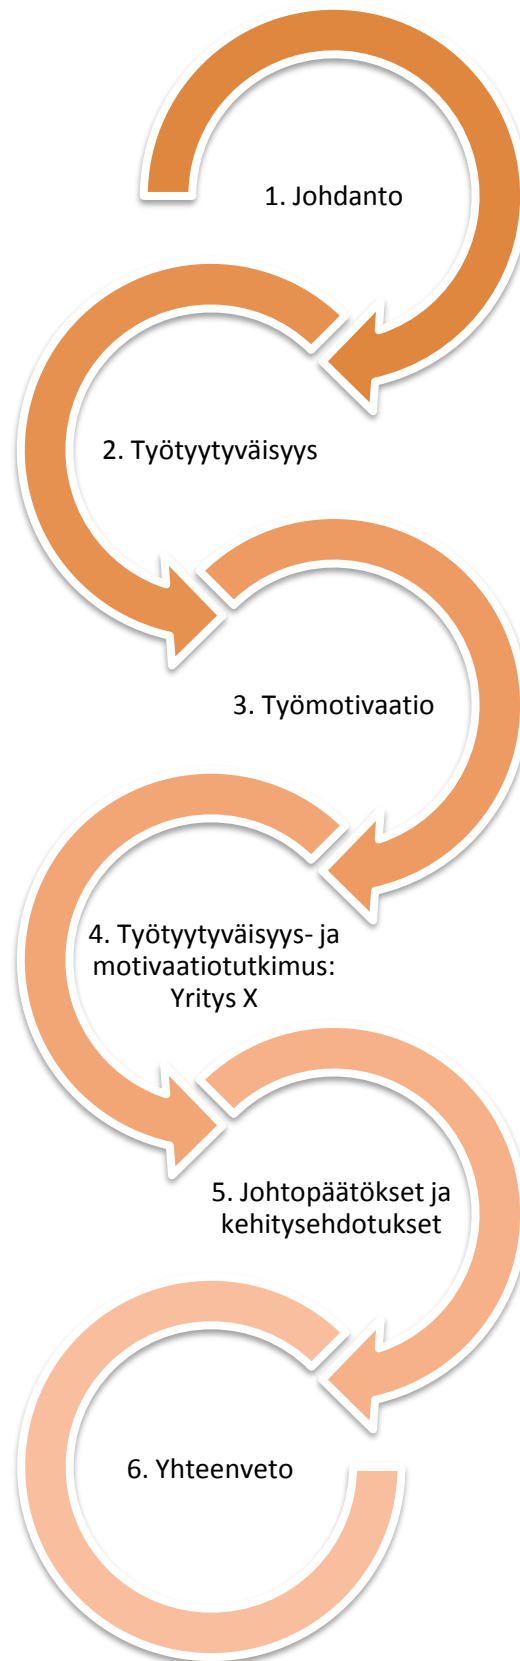 1. Johdanto
2. Työtyytyväisyys
3. Työmotivaatio
4. Työtyytyväisyys- ja
motivaatiotutkimus:
Yritys X
5. Johtopäätökset ja
kehitysehdotukset
6. Yhteenveto